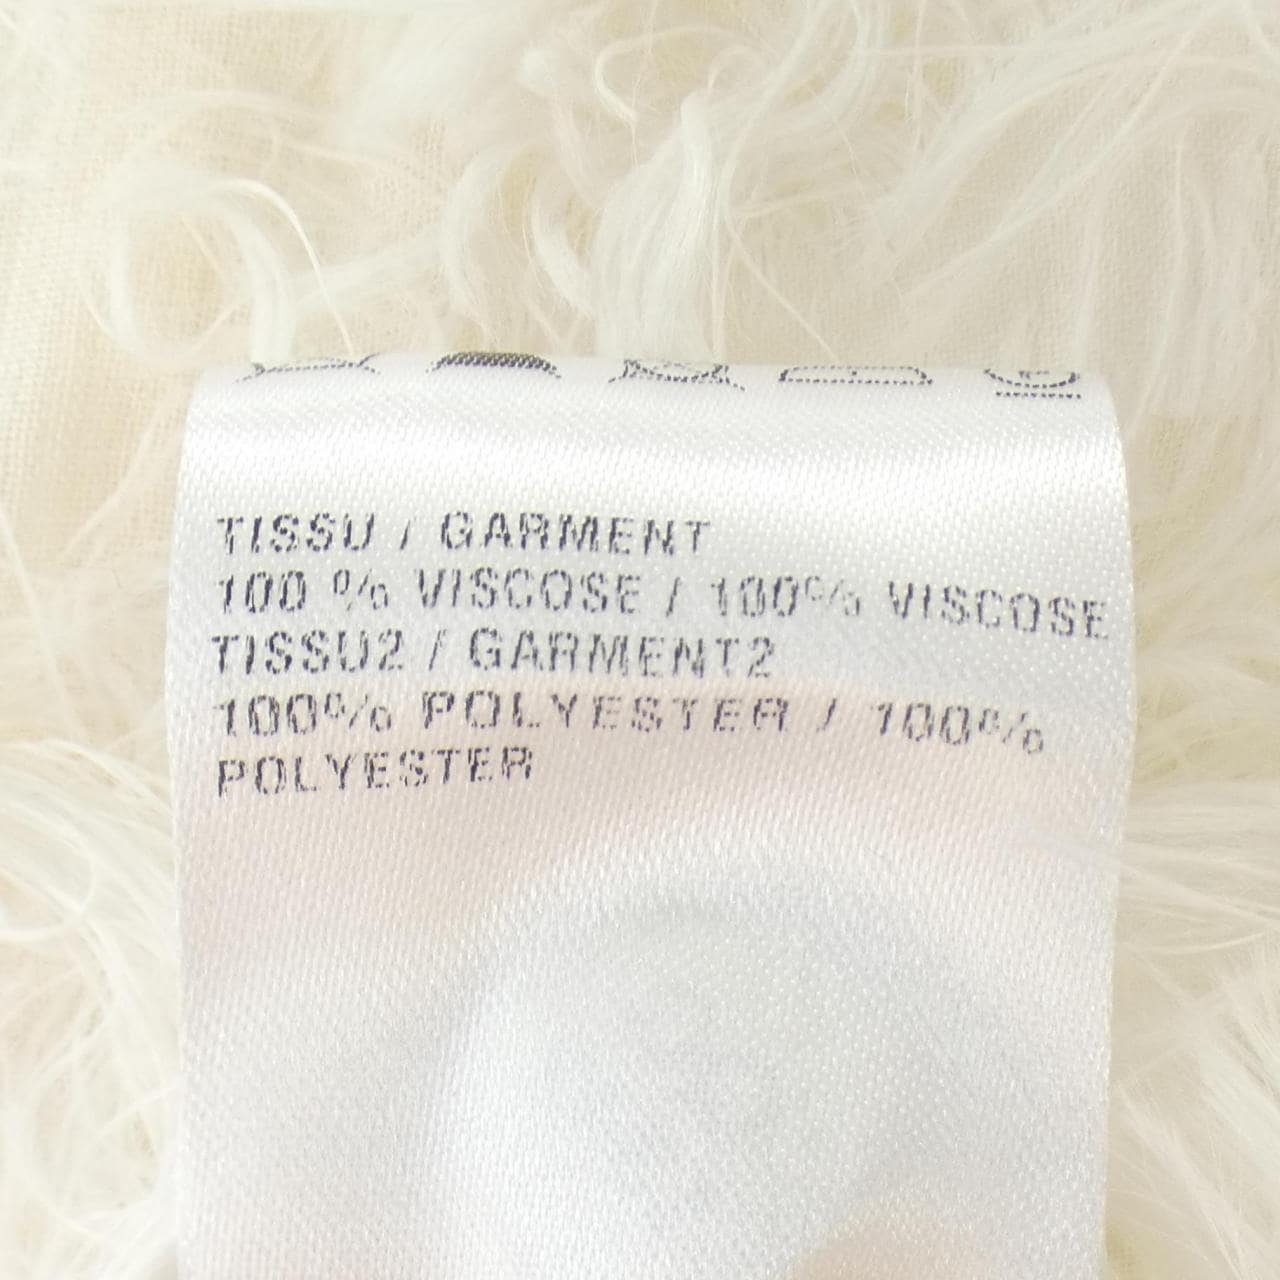 TISSU / GARMENT
100 % VISCOSE / 100% VISCOSE
TISSU2 / GARMENT2
100% POLYESTER / 100%
POLYESTER